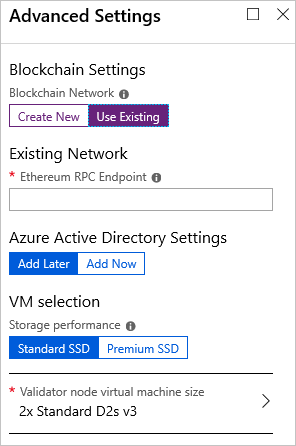 Advanced Settings
Blockchain Settings
Blockchain Network
Create New Use Existing
Existing Network
* Ethereum RPC Endpoint
Azure Active Directory Settings
Add Later Add Now
VM selection
Storage performance
Standard SSD Premium SSD
* Validator node virtual machine size
2x Standard D2s v3